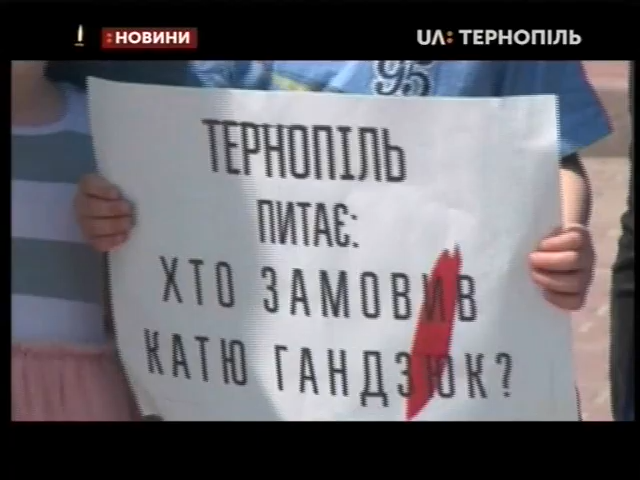 :НОВИНИ
UA: ТЕРНОПІЛЬ
95
ТЕРНОПІЛЬ
ПИТАЄ:
ХТО ЗАМОВИВ
КАТЮ ГАНДЗЮК?